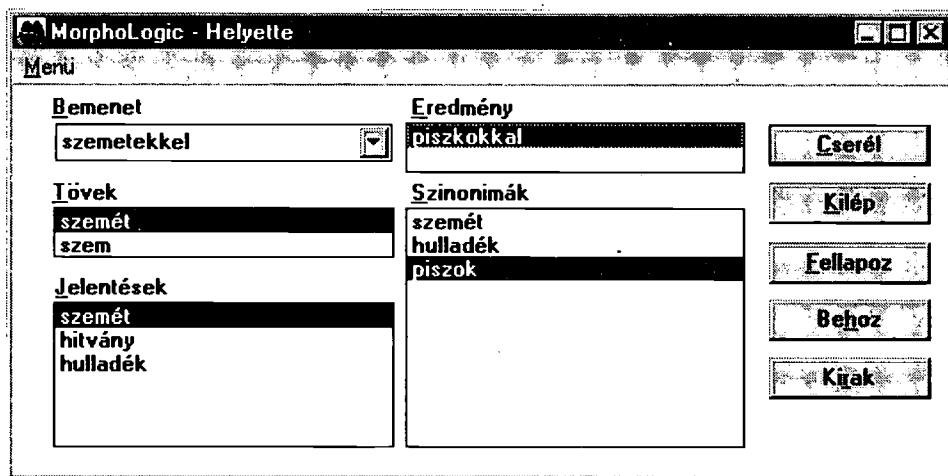 MorphoLogic - Helyette
Menü
Bemenet
szemetekkel
Tövek
szemét
szem
Jelentések
szemét
hitvány
hulladék
Eredmény
piszkokkal
Szinonimák
szemét
hulladék
piszok
Cserél
Kilép
Fellapoz
Behoz
Kirak